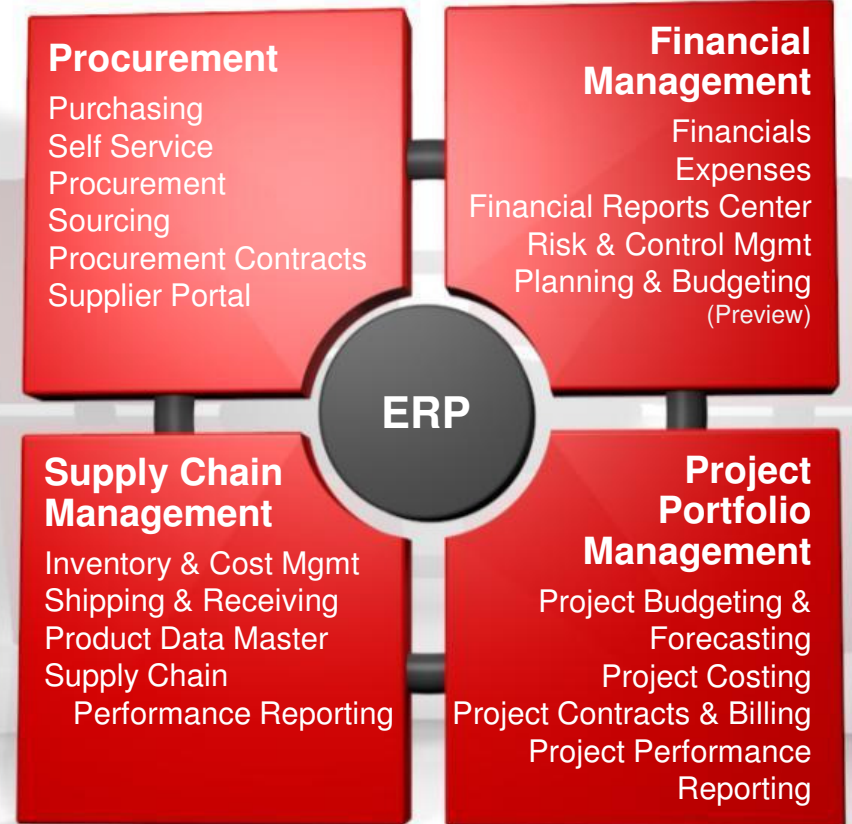 Procurement
Purchasing
Self Service
Procurement
Sourcing
Procurement Contracts
Supplier Portal
Financial
Management
Financials
Expenses
Financial Reports Center
Risk & Control Mgmt
Planning & Budgeting
(Preview)
ERP
Supply Chain
Management
Inventory & Cost Mgmt
Shipping & Receiving
Product Data Master
Supply Chain
Performance Reporting
Project
Portfolio
Management
Project Budgeting &
Forecasting
Project Costing
Project Contracts & Billing
Project Performance
Reporting